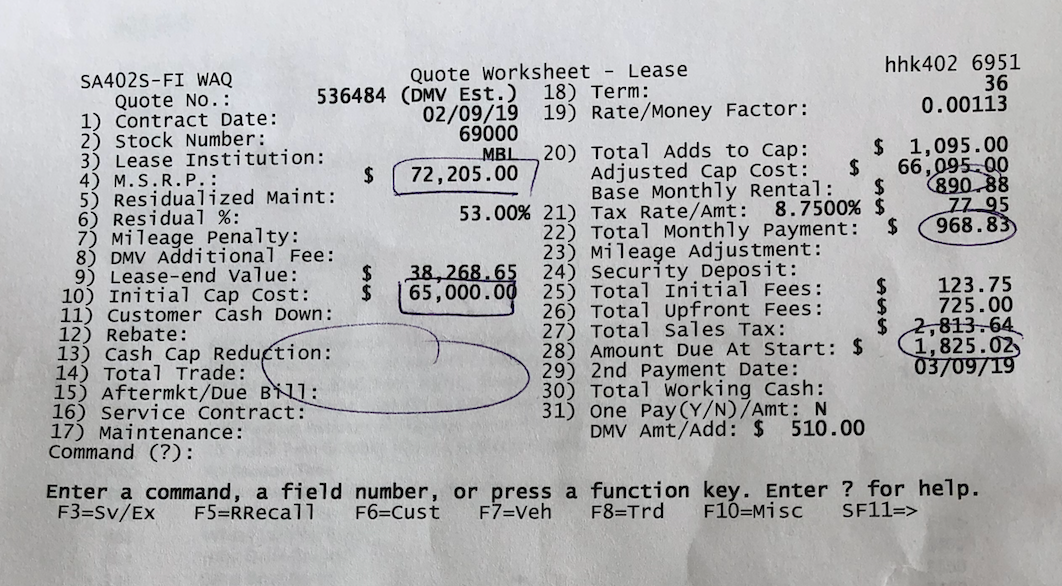 SA402S-FI WAQ Quote Worksheet - Lease hhk402 6951
Quote No.: 536484 (DMV Est.) 18) Term: 36
1) Contract Date: 02/09/19 19) Rate/Money Factor: 0.00113
2) Stock Number: 69000
3) Lease Institution: MBL 20) Total Adds to Cap: $ 1,095.00
4) M.S.R.P.: $ 72,205.00 Adjusted Cap Cost: $ 66,095.00
5) Residualized Maint: Base Monthly Rental: $ 890.88
6) Residual %: 53.00% 21) Tax Rate/Amt: 8.7500% $ 77.95
7) Mileage Penalty: 22) Total Monthly Payment: $ 968.83
8) DMV Additional Fee: 23) Mileage Adjustment:
9) Lease-end Value: $ 38,268.65 24) Security Deposit:
10) Initial Cap Cost: $ 65,000.00 25) Total Initial Fees: $ 123.75
11) Customer Cash Down: 26) Total Upfront Fees: $ 725.00
12) Rebate: 27) Total Sales Tax: $ 2,813.64
13) Cash Cap Reduction: 28) Amount Due At Start: $ 1,825.02
14) Total Trade: 29) 2nd Payment Date: 03/09/19
15) Aftermkt/Due Bill: 30) Total Working Cash:
16) Service Contract: 31) One Pay(Y/N)/Amt: N
17) Maintenance: DMV Amt/Add: $ 510.00
Command (?):
Enter a command, a field number, or press a function key. Enter ? for help.
F3=Sv/Ex F5=RRecall F6=Cust F7=Veh F8=Trd F10=Misc SF11=>